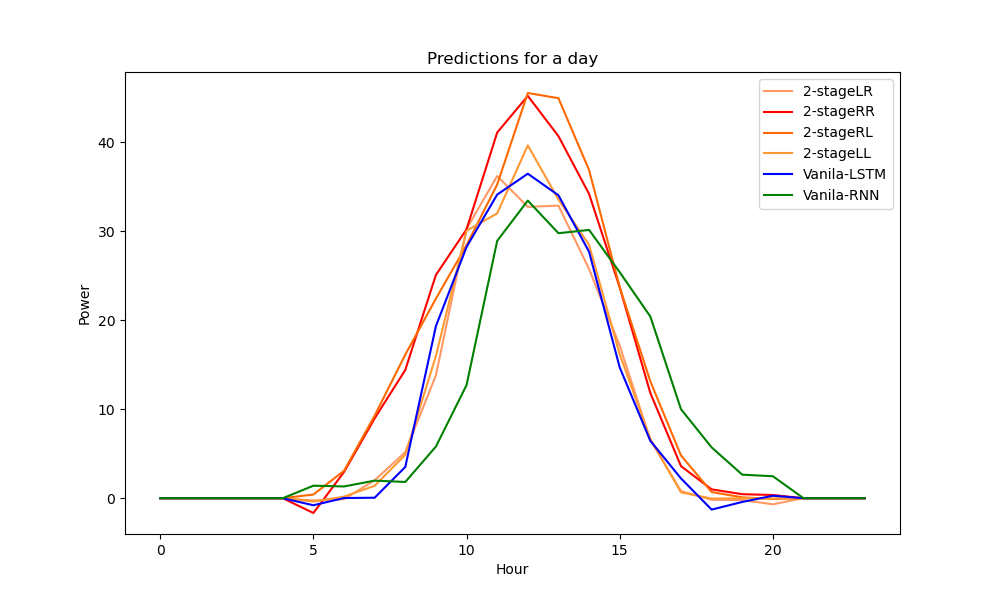 Predictions for a day
2-stageLR
2-stageRR
2-stageRL
2-stageLL
Vanila-LSTM
Vanila-RNN
Power
40
30
20
10
0
0 5 10 15 20
Hour